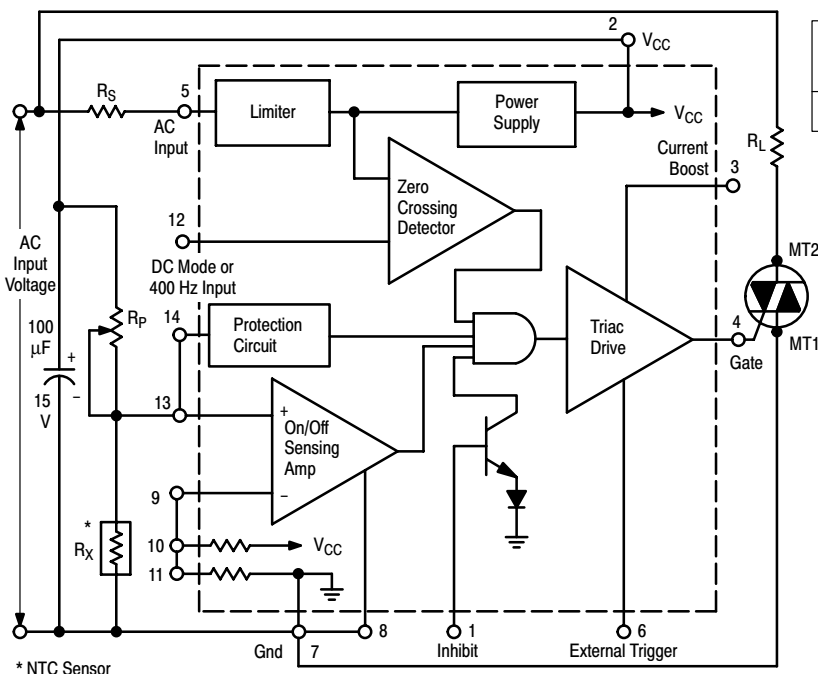 2
VCC
RS
5
AC
Input
Limiter
Power
Supply
VCC
RL
Current
Boost
3
Zero
Crossing
Detector
12
DC Mode or
400 Hz Input
AC
Input
Voltage
MT2
14
Protection
Circuit
RP
100
µF
+
15
V
−
Triac
Drive
4
Gate
MT1
13
+
On/Off
Sensing
Amp
−
9
*
RX
10
VCC
11
Gnd
7
8
1
Inhibit
6
External Trigger
* NTC Sensor